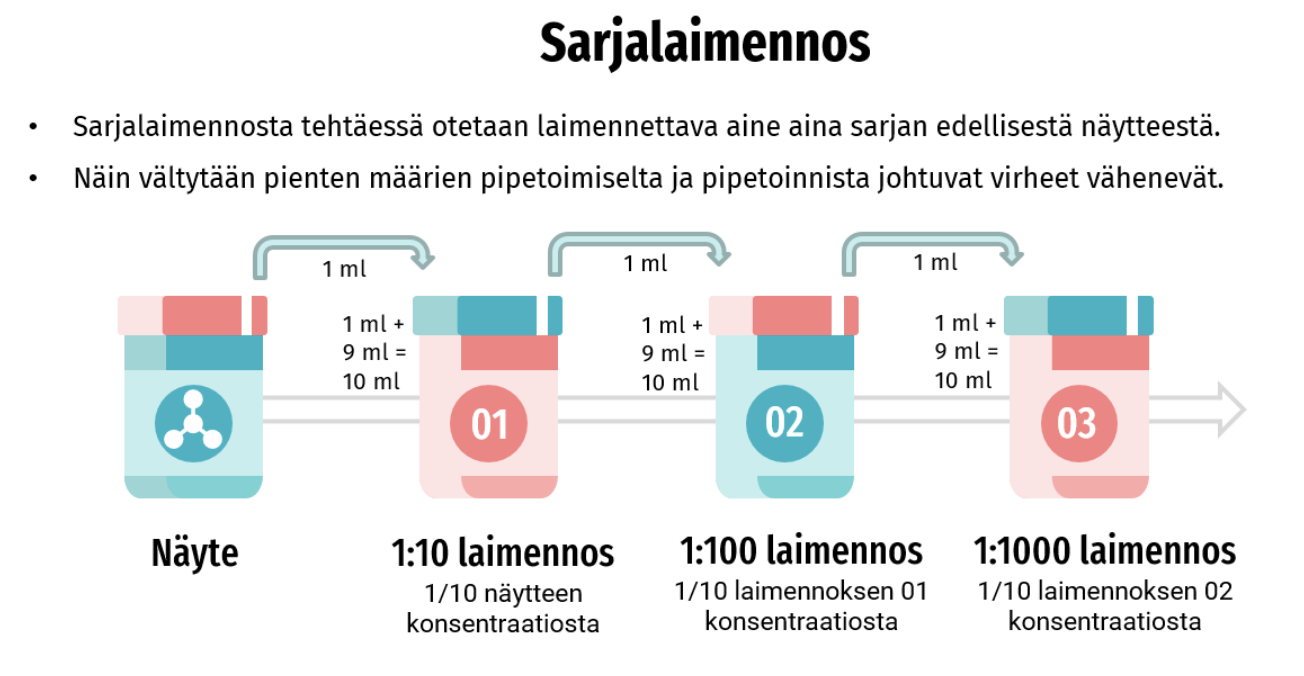 Sarjalaimennos
• Sarjalaimennosta tehtäessä otetaan laimennettava aine aina sarjan edellisestä näytteestä.
• Näin vältytään pienten määrien pipetoimiselta ja pipetoinnista johtuvat virheet vähenevät.
1 ml
1 ml
1 ml
1 ml +
9 ml =
10 ml
1 ml +
9 ml =
10 ml
1 ml +
9 ml =
10 ml
01
02
03
Näyte
1:10 laimennos
1/10 näytteen
konsentraatiosta
1:100 laimennos
1/10 laimennoksen 01
konsentraatiosta
1:1000 laimennos
1/10 laimennoksen 02
konsentraatiosta